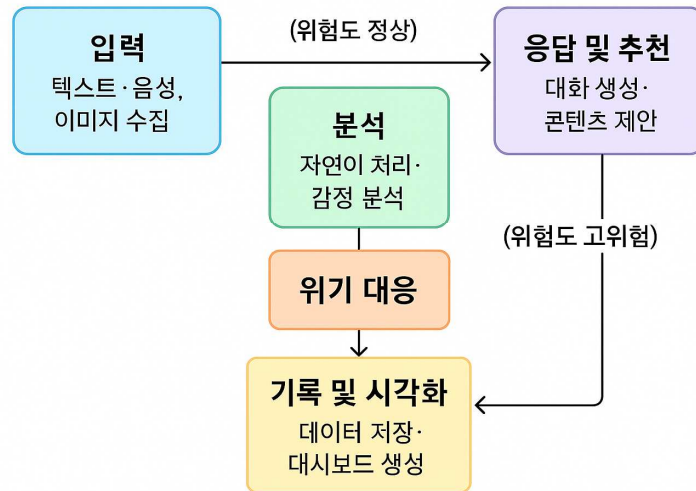 입력
텍스트·음성,
이미지 수집
(위험도 정상)
응답 및 추천
대화 생성·
콘텐츠 제안
분석
자연이 처리·
감정 분석
(위험도 고위험)
위기 대응
기록 및 시각화
데이터 저장·
대시보드 생성